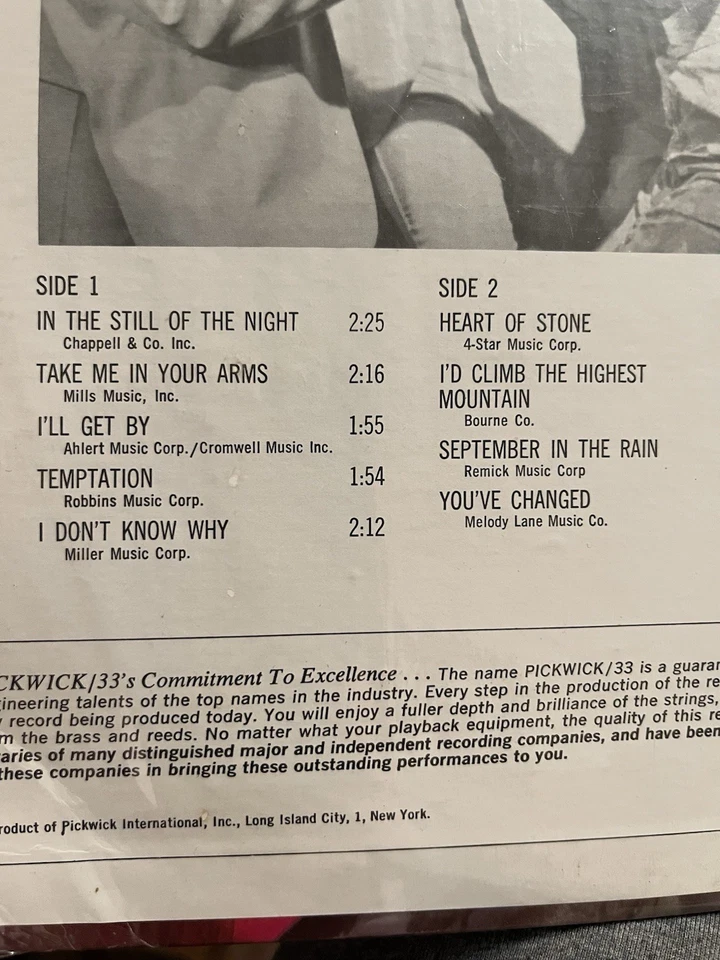 SIDE 1
IN THE STILL OF THE NIGHT 2:25
Chappell & Co. Inc.
TAKE ME IN YOUR ARMS 2:16
Mills Music, Inc.
I'LL GET BY 1:55
Ahlert Music Corp./Cromwell Music Inc.
TEMPTATION 1:54
Robbins Music Corp.
I DON'T KNOW WHY 2:12
Miller Music Corp.
SIDE 2
HEART OF STONE
4-Star Music Corp.
I'D CLIMB THE HIGHEST
MOUNTAIN
Bourne Co.
SEPTEMBER IN THE RAIN
Remick Music Corp
YOU'VE CHANGED
Melody Lane Music Co.
CKWICK/33's Commitment To Excellence . . . The name PICKWICK/33 is a guaran
gineering talents of the top names in the industry. Every step in the production of the re
record being produced today. You will enjoy a fuller depth and brilliance of the strings,
m the brass and reeds. No matter what your playback equipment, the quality of this re
raries of many distinguished major and independent recording companies, and have been
these companies in bringing these outstanding performances to you.
roduct of Pickwick International, Inc., Long Island City, 1, New York.